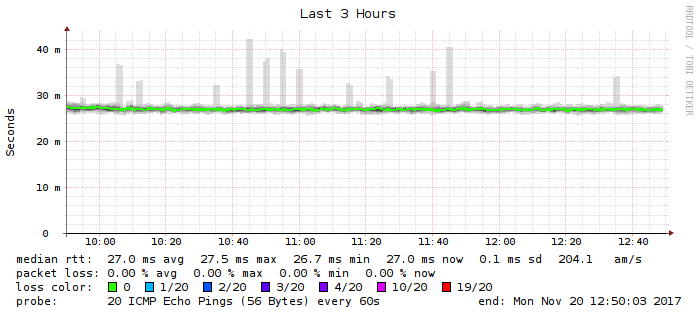 Last 3 Hours
RRDTOOL / TOBI OETIKER
Seconds
40 m
30 m
20 m
10 m
0
10:00 10:20 10:40 11:00 11:20 11:40 12:00 12:20 12:40
median rtt: 27.0 ms avg 27.5 ms max 26.7 ms min 27.0 ms now 0.1 ms sd 204.1 am/s
packet loss: 0.00 % avg 0.00 % max 0.00 % min 0.00 % now
loss color: 0 1/20 2/20 3/20 4/20 10/20 19/20
probe: 20 ICMP Echo Pings (56 Bytes) every 60s end: Mon Nov 20 12:50:03 2017